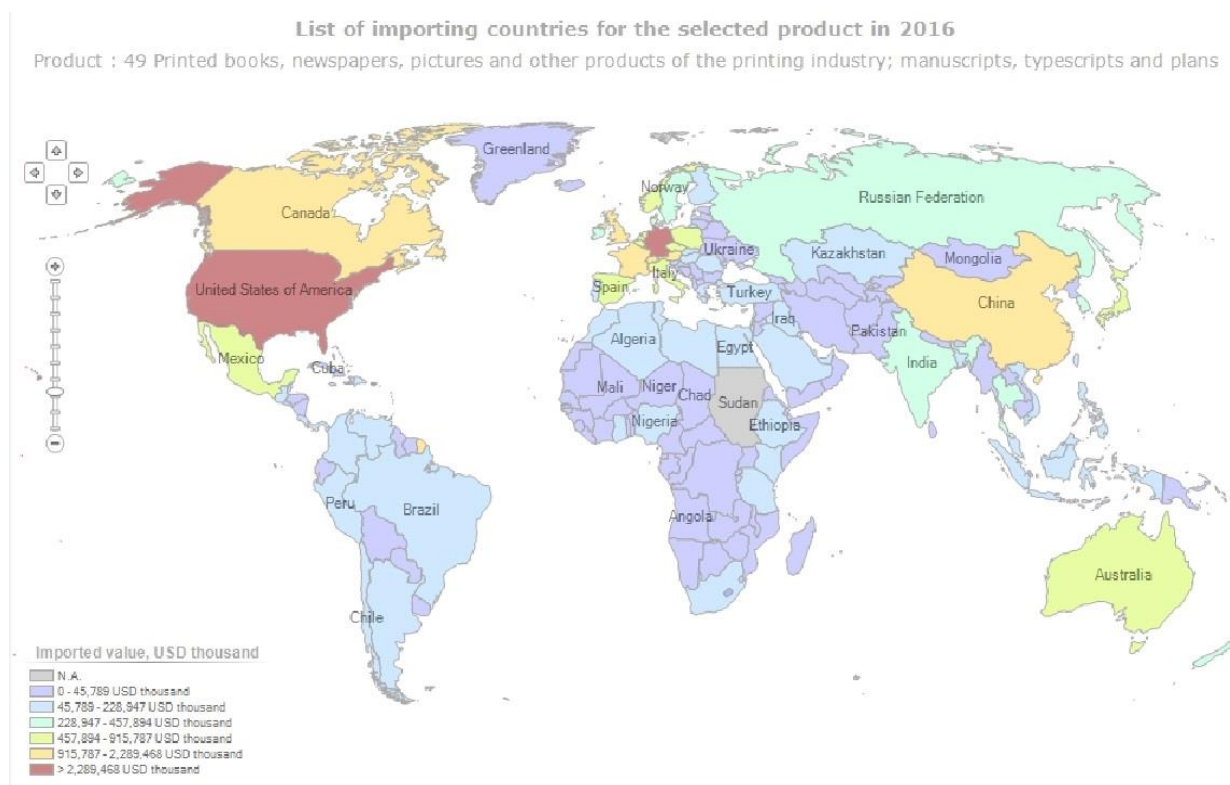 List of importing countries for the selected product in 2016
Product : 49 Printed books, newspapers, pictures and other products of the printing industry; manuscripts, typescripts and plans
Greenland
Norway
Russian Federation
Canada
Ukraine
Kazakhstan
Mongolia
Italy
United States of America
Spain
Turkey
China
Iraq
Pakistan
Algeria
Egypt
Mexico
India
Cuba
Mali
Niger
Chad
Sudan
Nigeria
Ethiopia
Peru
Brazil
Angola
Australia
Chile
Imported value, USD thousand
N.A.
0 - 45,789 USD thousand
45,789 - 228,947 USD thousand
228,947 - 457,894 USD thousand
457,894 - 915,787 USD thousand
915,787 - 2,289,468 USD thousand
> 2,289,468 USD thousand